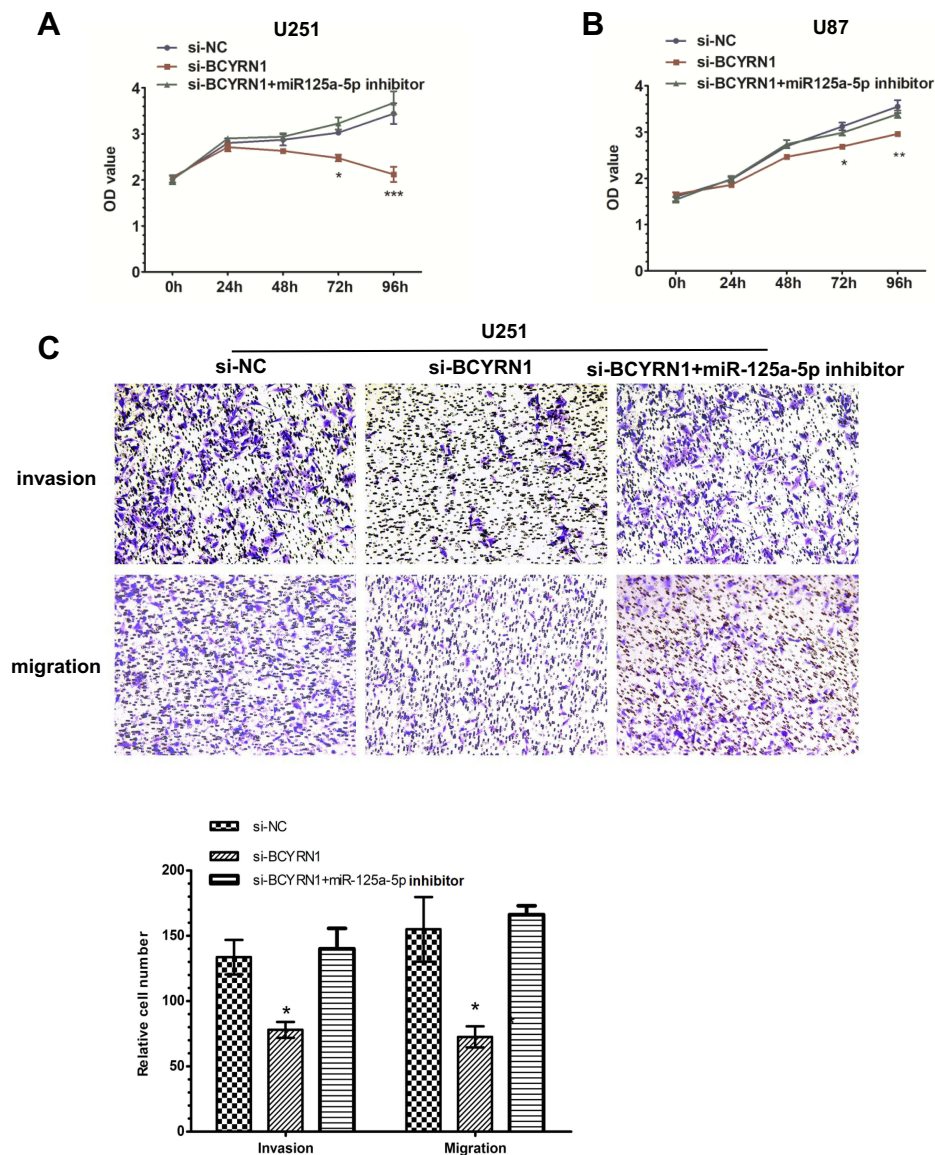 A
U251
si-NC
si-BCYRN1
si-BCYRN1+miR125a-5p inhibitor
OD value
4
3
2
1
0
*
***
0h 24h 48h 72h 96h
B
U87
si-NC
si-BCYRN1
si-BCYRN1+miR125a-5p inhibitor
OD value
4
3
2
1
0
*
**
0h 24h 48h 72h 96h
C
U251
si-NC si-BCYRN1 si-BCYRN1+miR-125a-5p inhibitor
invasion
migration
si-NC
si-BCYRN1
si-BCYRN1+miR-125a-5p inhibitor
Relative cell number
200
150
100
50
0
*
*
Invasion Migration